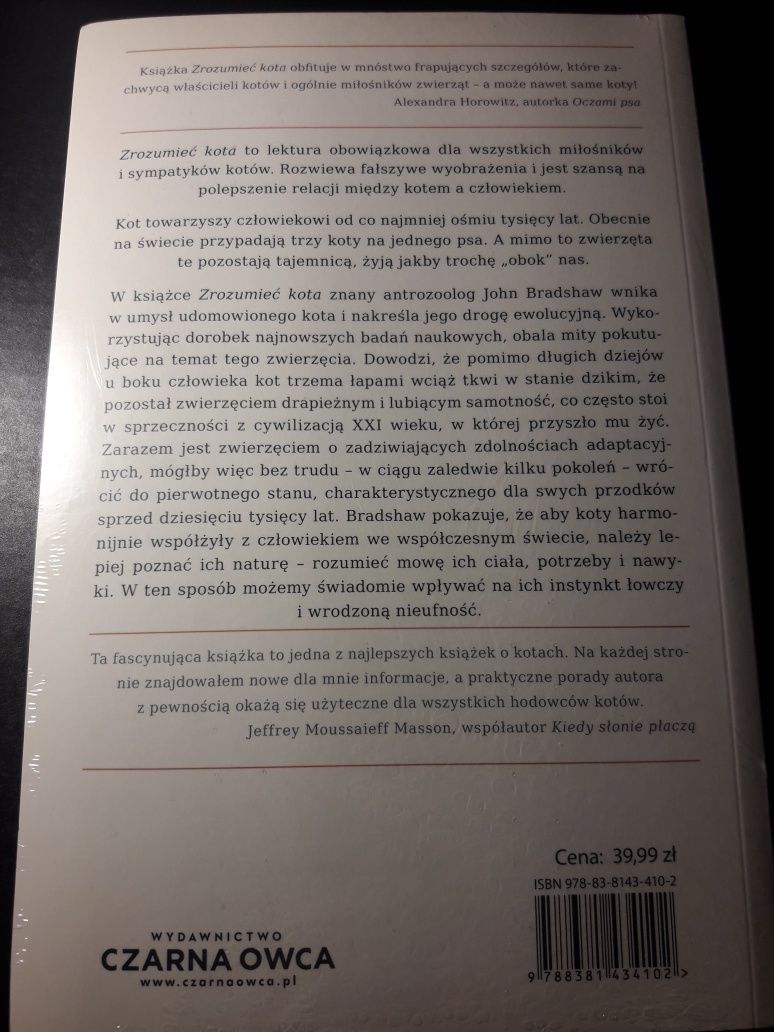 Książka Zrozumieć kota obfituje w mnóstwo frapujących szczegółów, które za-
chwycą właścicieli kotów i ogólnie miłośników zwierząt – a może nawet same koty!
Alexandra Horowitz, autorka Oczami psa
Zrozumieć kota to lektura obowiązkowa dla wszystkich miłośników
i sympatyków kotów. Rozwiewa fałszywe wyobrażenia i jest szansą na
polepszenie relacji między kotem a człowiekiem.
Kot towarzyszy człowiekowi od co najmniej ośmiu tysięcy lat. Obecnie
na świecie przypadają trzy koty na jednego psa. A mimo to zwierzęta
te pozostają tajemnicą, żyją jakby trochę „obok” nas.
W książce Zrozumieć kota znany antrozoolog John Bradshaw wnika
w umysł udomowionego kota i nakreśla jego drogę ewolucyjną. Wyko-
rzystując dorobek najnowszych badań naukowych, obala mity pokutu-
jące na temat tego zwierzęcia. Dowodzi, że pomimo długich dziejów
u boku człowieka kot trzema łapami wciąż tkwi w stanie dzikim, że
pozostał zwierzęciem drapieżnym i lubiącym samotność, co często stoi
w sprzeczności z cywilizacją XXI wieku, w której przyszło mu żyć.
Zarazem jest zwierzęciem o zadziwiających zdolnościach adaptacyj-
nych, mógłby więc bez trudu – w ciągu zaledwie kilku pokoleń – wró-
cić do pierwotnego stanu, charakterystycznego dla swych przodków
sprzed dziesięciu tysięcy lat. Bradshaw pokazuje, że aby koty harmo-
nijnie współżyły z człowiekiem we współczesnym świecie, należy le-
piej poznać ich naturę – rozumieć mowę ich ciała, potrzeby i nawy-
ki. W ten sposób możemy świadomie wpływać na ich instynkt łowczy
i wrodzoną nieufność.
Ta fascynująca książka to jedna z najlepszych książek o kotach. Na każdej stro-
nie znajdowałem nowe dla mnie informacje, a praktyczne porady autora
z pewnością okażą się użyteczne dla wszystkich hodowców kotów.
Jeffrey Moussaieff Masson, współautor Kiedy słonie płaczą
Cena: 39,99 zł
ISBN 978-83-8143-410-2
9 788381 434102 >
WYDAWNICTWO
CZARNA OWCA
www.czarnaowca.pl